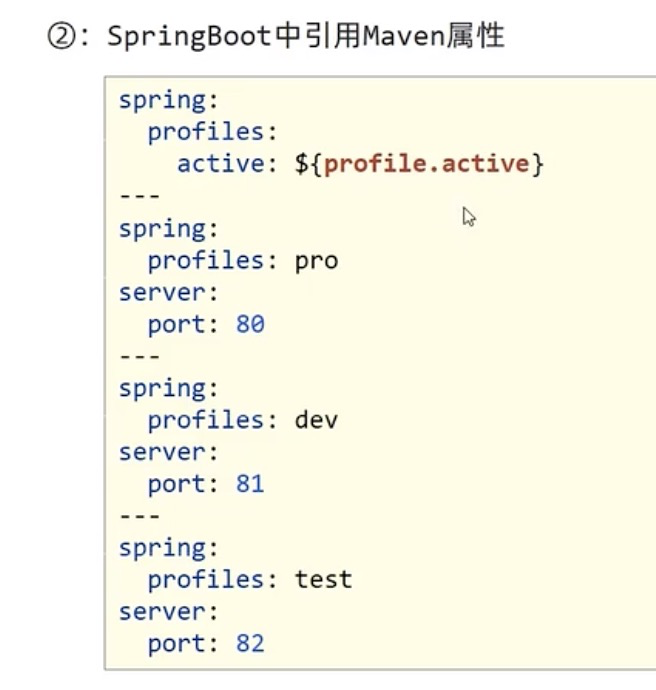 ②: SpringBoot中引用Maven属性
spring:
  profiles:
    active: ${profile.active}
---
spring:
  profiles: pro
server:
  port: 80
---
spring:
  profiles: dev
server:
  port: 81
---
spring:
  profiles: test
server:
  port: 82